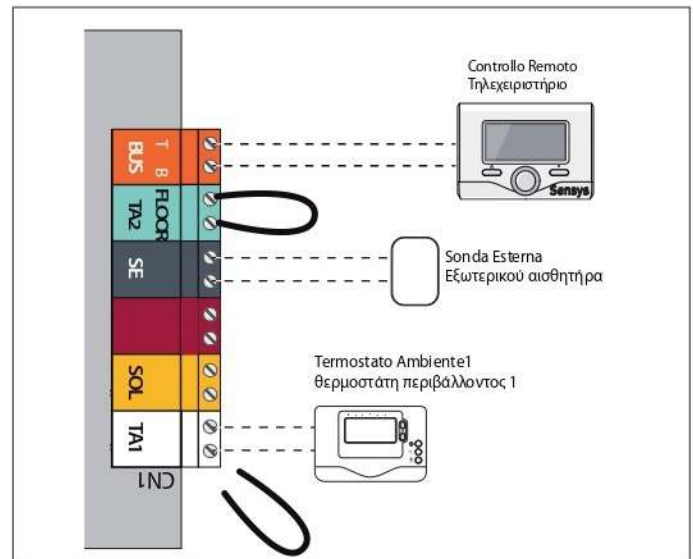 Controllo Remoto
Τηλεχειριστήριο
Sensys
BUS
T B
FLOOR
TA2
SE
Sonda Esterna
Εξωτερικού αισθητήρα
SOL
Termostato Ambiente1
θερμοστάτη περιβάλλοντος 1
TA1
CN1